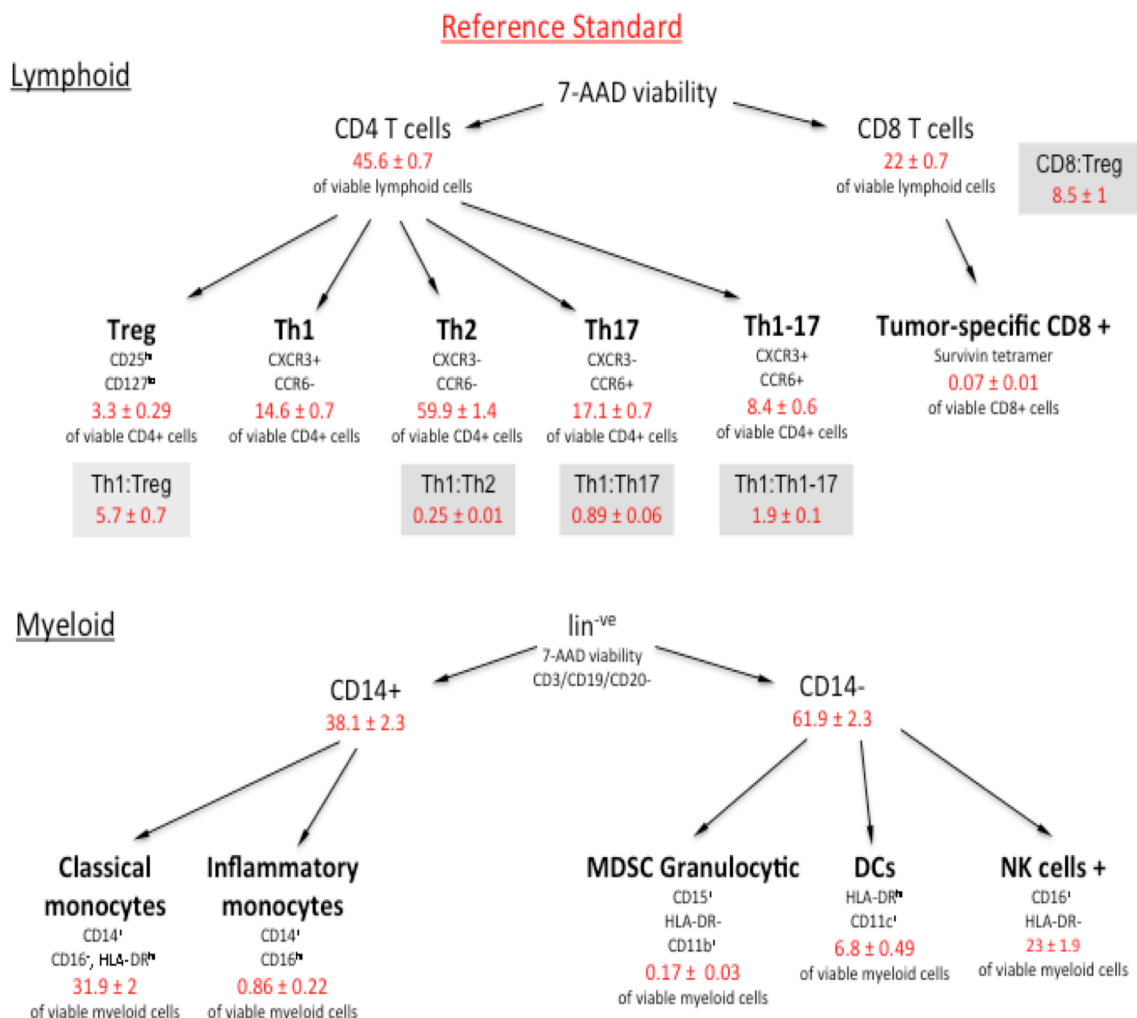 Reference Standard
Lymphoid
7-AAD viability
CD4 T cells
45.6 ± 0.7
of viable lymphoid cells
CD8 T cells
22 ± 0.7
of viable lymphoid cells
CD8:Treg
8.5 ± 1
Treg
CD25hi
CD127lo
3.3 ± 0.29
of viable CD4+ cells
Th1:Treg
5.7 ± 0.7
Th1
CXCR3+
CCR6-
14.6 ± 0.7
of viable CD4+ cells
Th2
CXCR3-
CCR6-
59.9 ± 1.4
of viable CD4+ cells
Th1:Th2
0.25 ± 0.01
Th17
CXCR3-
CCR6+
17.1 ± 0.7
of viable CD4+ cells
Th1:Th17
0.89 ± 0.06
Th1-17
CXCR3+
CCR6+
8.4 ± 0.6
of viable CD4+ cells
Th1:Th1-17
1.9 ± 0.1
Tumor-specific CD8 +
Survivin tetramer
0.07 ± 0.01
of viable CD8+ cells
Myeloid
lin-ve
7-AAD viability
CD3/CD19/CD20-
CD14+
38.1 ± 2.3
CD14-
61.9 ± 2.3
Classical
monocytes
CD14
CD16-, HLA-DRhi
31.9 ± 2
of viable myeloid cells
Inflammatory
monocytes
CD14
CD16hi
0.86 ± 0.22
of viable myeloid cells
MDSC Granulocytic
CD15
HLA-DR-
CD11b
0.17 ± 0.03
of viable myeloid cells
DCs
HLA-DRhi
CD11c
6.8 ± 0.49
of viable myeloid cells
NK cells +
CD16
HLA-DR-
23 ± 1.9
of viable myeloid cells